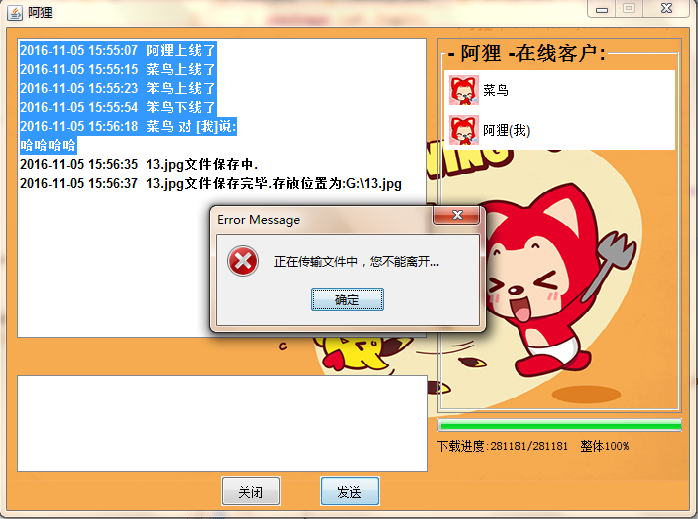 阿狸
2016-11-05 15:55:07 阿狸上线了
2016-11-05 15:55:15 菜鸟上线了
2016-11-05 15:55:23 笨鸟上线了
2016-11-05 15:55:54 笨鸟下线了
2016-11-05 15:56:18 菜鸟 对 [我]说:
哈哈哈哈
2016-11-05 15:56:35 13.jpg文件保存中.
2016-11-05 15:56:37 13.jpg文件保存完毕.存放位置为:G:\13.jpg
- 阿狸 -在线客户:
菜鸟
阿狸(我)
Error Message
正在传输文件中，您不能离开...
确定
下载进度:281181/281181 整体100%
关闭
发送